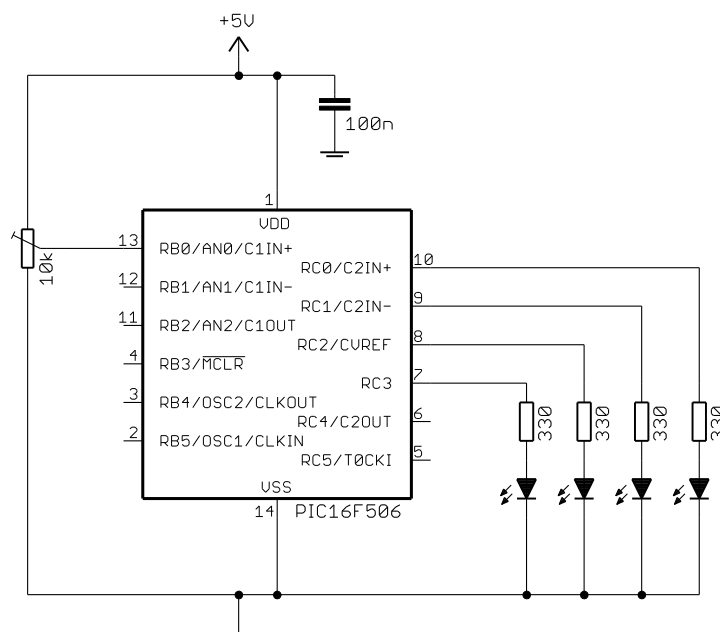 +5V
100n
1
VDD
13 RB0/AN0/C1IN+
10k
RC0/C2IN+ 10
12 RB1/AN1/C1IN-
RC1/C2IN- 9
11 RB2/AN2/C1OUT
RC2/CVREF 8
4 RB3/MCLR
RC3 7
3 RB4/OSC2/CLKOUT
RC4/C2OUT 6
2 RB5/OSC1/CLKIN
RC5/T0CKI 5
330
330
330
330
VSS
14
PIC16F506